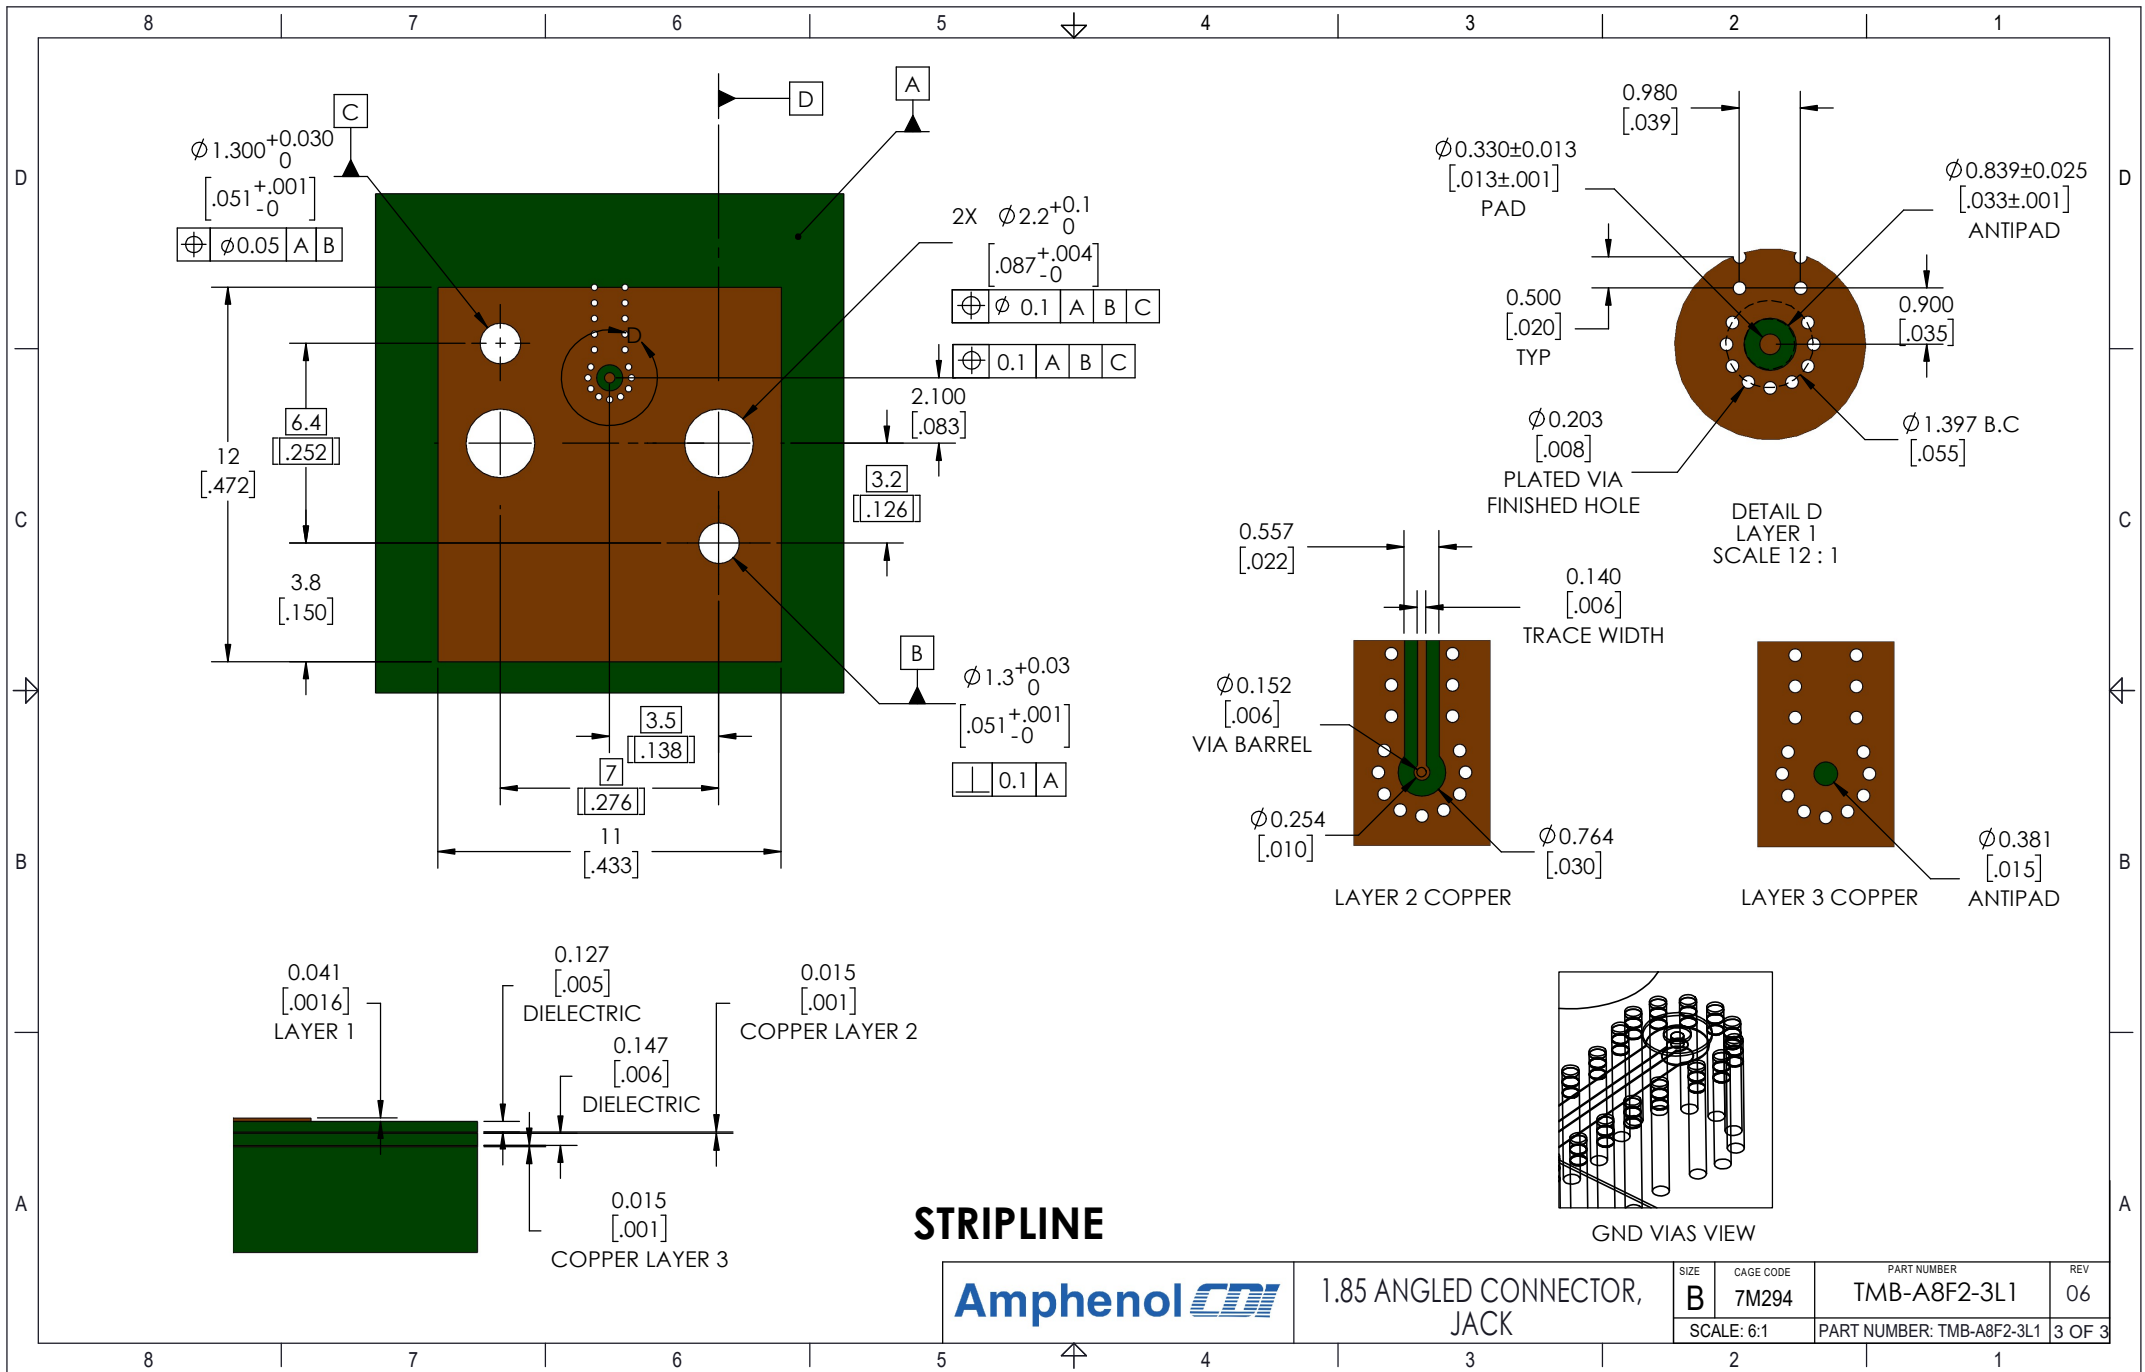 8 7 6 5 4 3 2 1
D
C
B
A
D
C
B
A
C
Ø1.300 +0.030 0
[.051 +.001 -0]
⌖ Ø0.05 A B
D
A
2X Ø2.2 +0.1 0
[.087 +.004 -0]
⌖ Ø 0.1 A B C
⌖ 0.1 A B C
D
2.100
[.083]
6.4
[.252]
12
[.472]
3.2
[.126]
3.8
[.150]
B
Ø1.3 +0.03 0
[.051 +.001 -0]
⊥ 0.1 A
3.5
[.138]
7
[.276]
11
[.433]
0.980
[.039]
Ø0.330±0.013
[.013±.001]
PAD
Ø0.839±0.025
[.033±.001]
ANTIPAD
0.500
[.020]
TYP
0.900
[.035]
Ø0.203
[.008]
PLATED VIA
FINISHED HOLE
Ø1.397 B.C
[.055]
DETAIL D
LAYER 1
SCALE 12 : 1
0.557
[.022]
0.140
[.006]
TRACE WIDTH
Ø0.152
[.006]
VIA BARREL
Ø0.254
[.010]
Ø0.764
[.030]
LAYER 2 COPPER
Ø0.381
[.015]
ANTIPAD
LAYER 3 COPPER
0.041
[.0016]
LAYER 1
0.127
[.005]
DIELECTRIC
0.147
[.006]
DIELECTRIC
0.015
[.001]
COPPER LAYER 2
0.015
[.001]
COPPER LAYER 3
GND VIAS VIEW
STRIPLINE
Amphenol CDI
1.85 ANGLED CONNECTOR,
JACK
SIZE
B
CAGE CODE
7M294
PART NUMBER
TMB-A8F2-3L1
REV
06
SCALE: 6:1
PART NUMBER: TMB-A8F2-3L1
3 OF 3
8 7 6 5 4 3 2 1